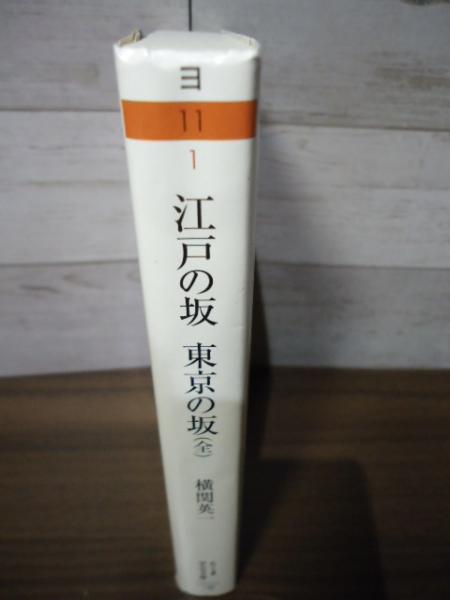 ヨ
11
1
江戸の坂 東京の坂(全)
横関英一